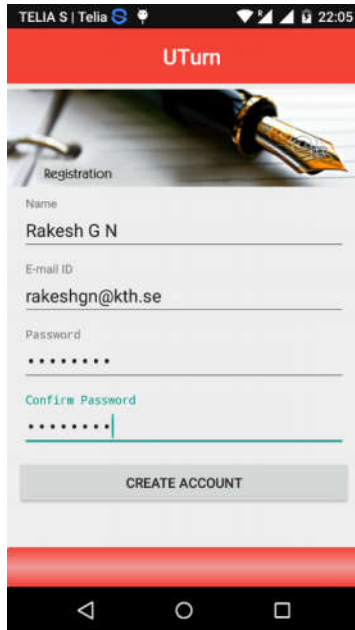 TELIA S | Telia 22:05
UTurn
Registration
Name
Rakesh G N
E-mail ID
rakeshgn@kth.se
Password
••••••••
Confirm Password
••••••••
CREATE ACCOUNT